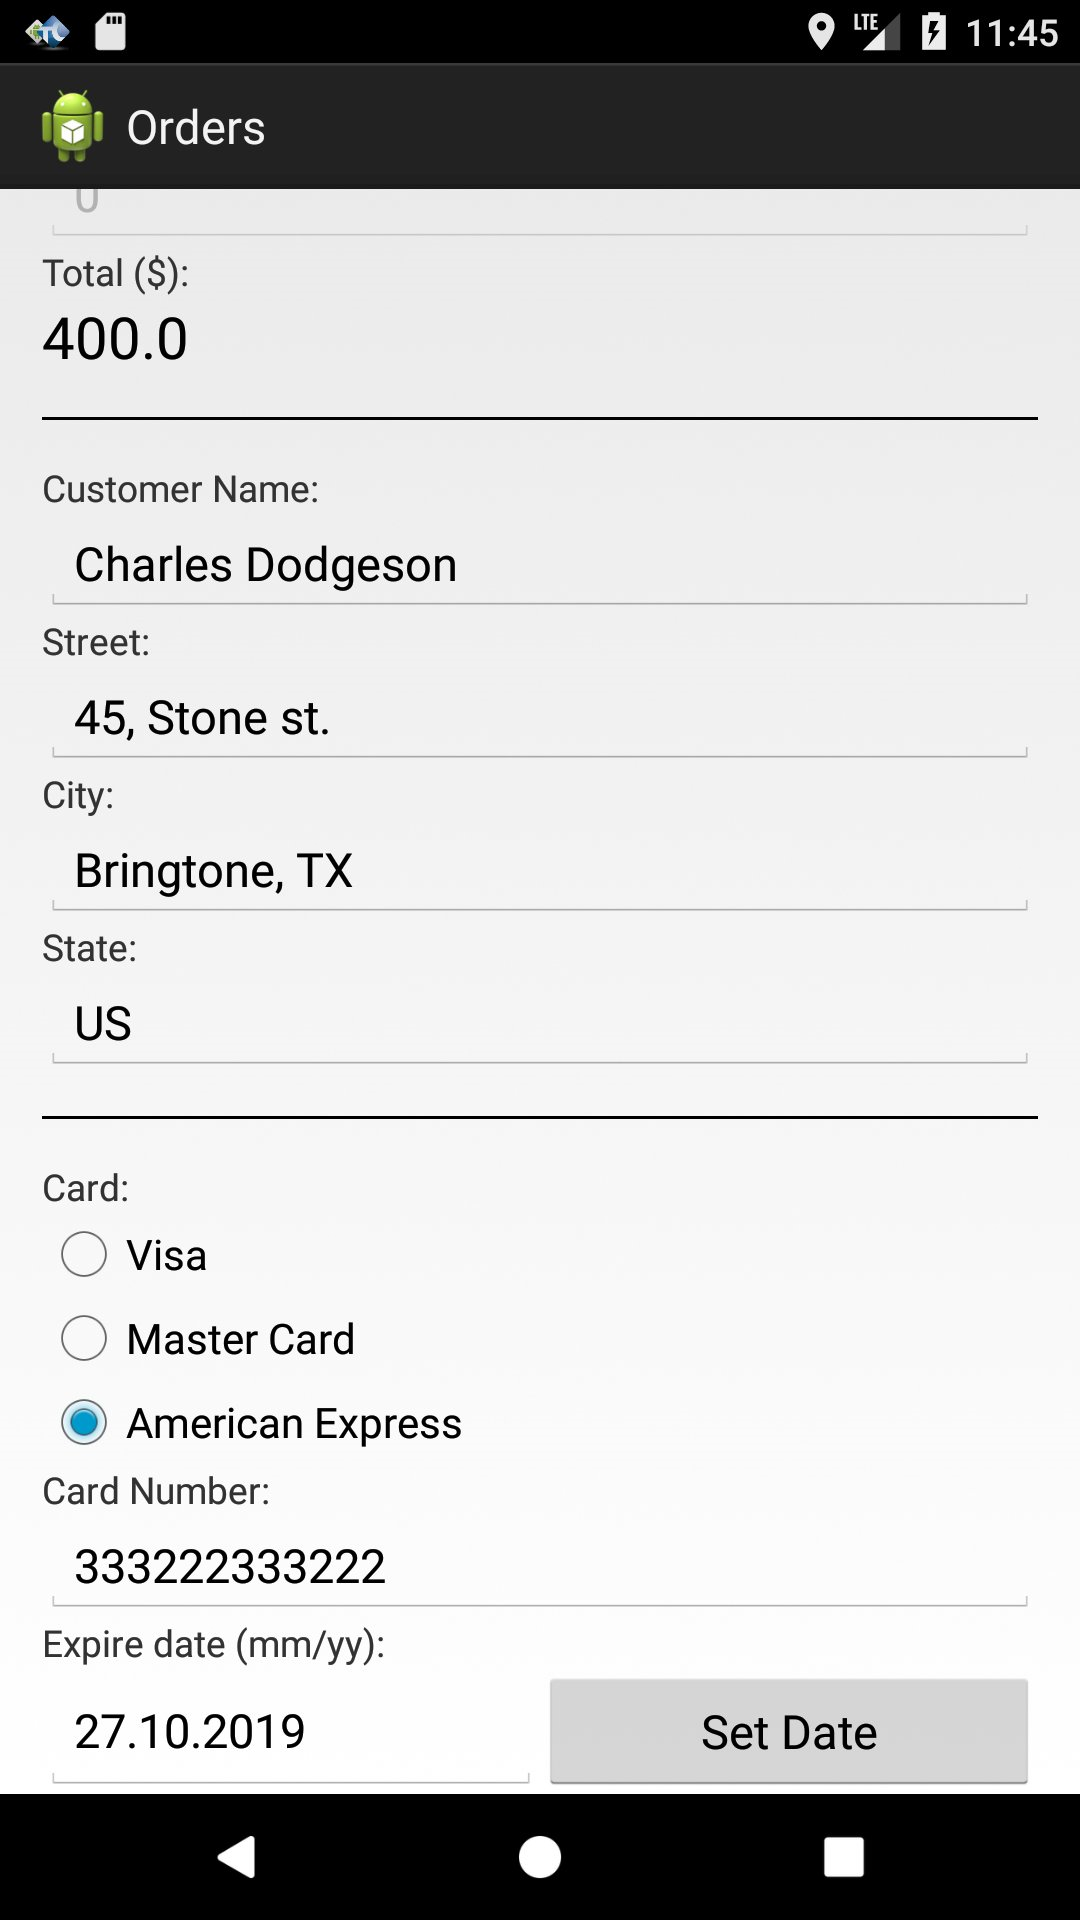 LTE 11:45
Orders
0
Total ($):
400.0
Customer Name:
Charles Dodgeson
Street:
45, Stone st.
City:
Bringtone, TX
State:
US
Card:
Visa
Master Card
American Express
Card Number:
333222333222
Expire date (mm/yy):
27.10.2019
Set Date